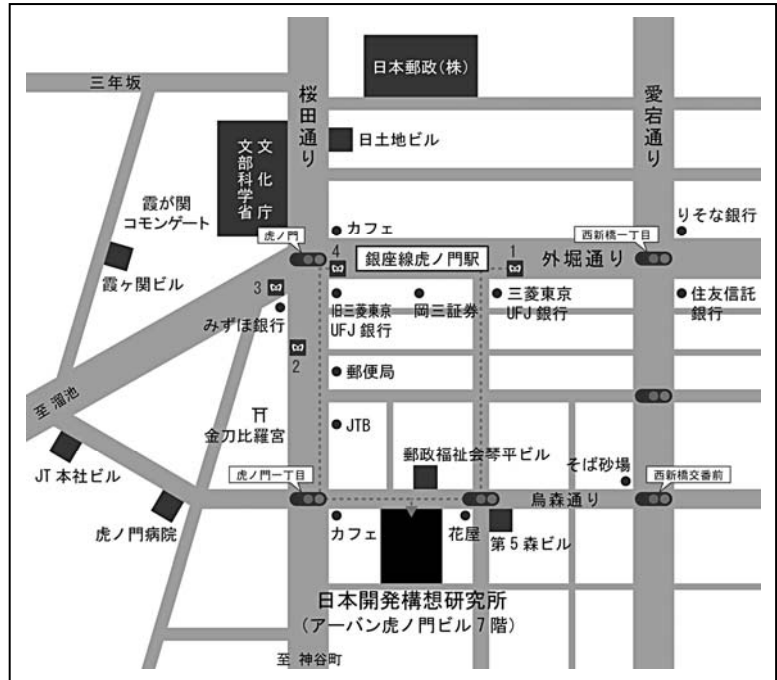 日本郵政(株)
三年坂
桜田通り
愛宕通り
日土地ビル
文化庁
文部科学省
霞が関
コモンゲート
カフェ
りそな銀行
虎ノ門
4
銀座線虎ノ門駅
1
西新橋一丁目
外堀通り
霞ヶ関ビル
3
みずほ銀行
旧三菱東京
UFJ銀行
岡三証券
三菱東京
UFJ銀行
住友信託
銀行
2
郵便局
至 溜池
金刀比羅宮
JTB
郵政福祉会琴平ビル
そば砂場
JT本社ビル
虎ノ門一丁目
西新橋交番前
烏森通り
虎ノ門病院
カフェ
花屋
第5森ビル
日本開発構想研究所
(アーバン虎ノ門ビル7階)
至 神谷町